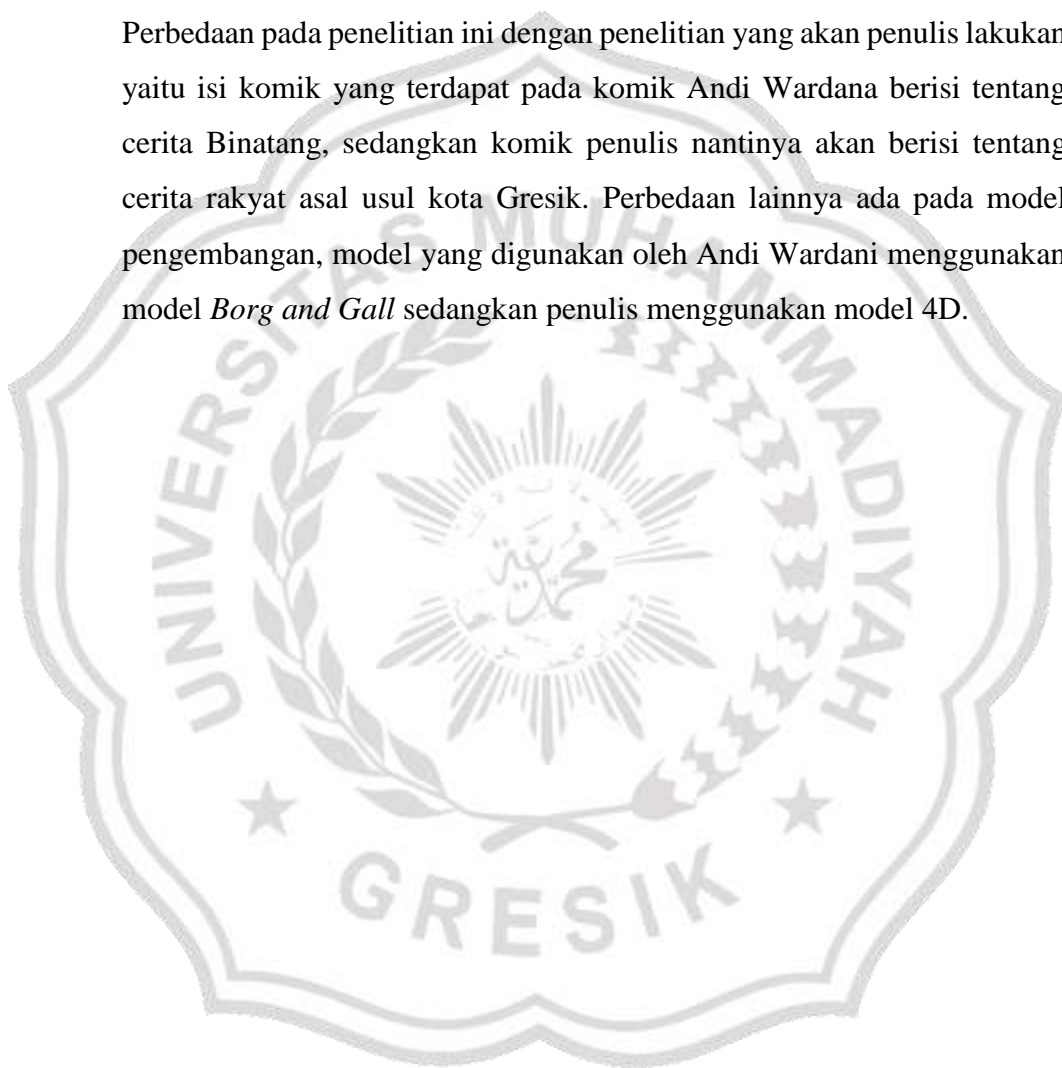 Perbedaan pada penelitian ini dengan penelitian yang akan penulis lakukan
yaitu isi komik yang terdapat pada komik Andi Wardana berisi tentang
cerita Binatang, sedangkan komik penulis nantinya akan berisi tentang
cerita rakyat asal usul kota Gresik. Perbedaan lainnya ada pada model
pengembangan, model yang digunakan oleh Andi Wardani menggunakan
model Borg and Gall sedangkan penulis menggunakan model 4D.
UNIVERSITAS MUHAMMADIYAH
GRESIK